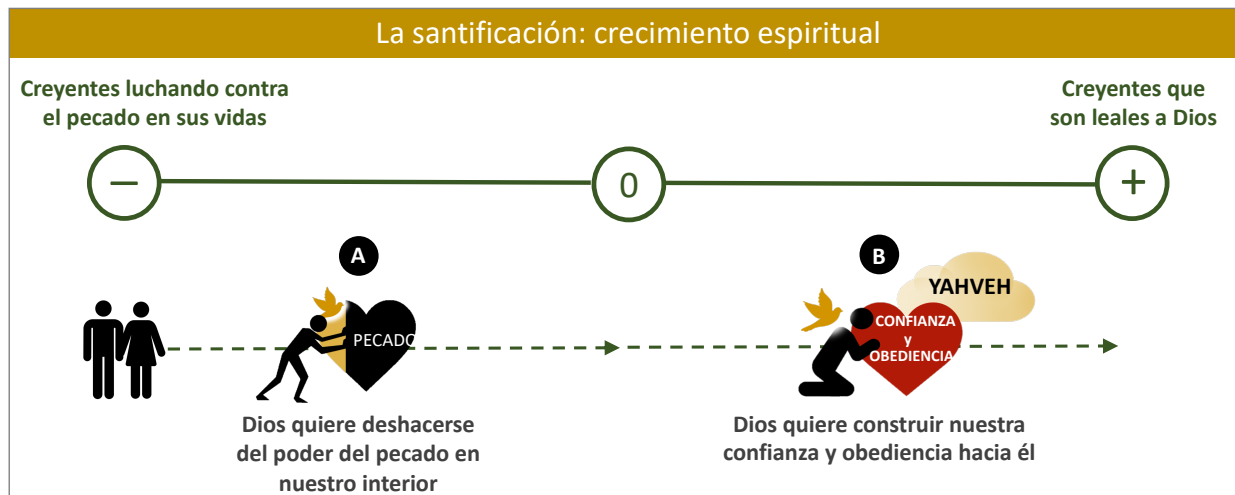 La santificación: crecimiento espiritual
Creyentes luchando contra
el pecado en sus vidas
Creyentes que
son leales a Dios
–
0
+
A
B
YAHVEH
PECADO
CONFIANZA
y
OBEDIENCIA
Dios quiere deshacerse
del poder del pecado en
nuestro interior
Dios quiere construir nuestra
confianza y obediencia hacia él